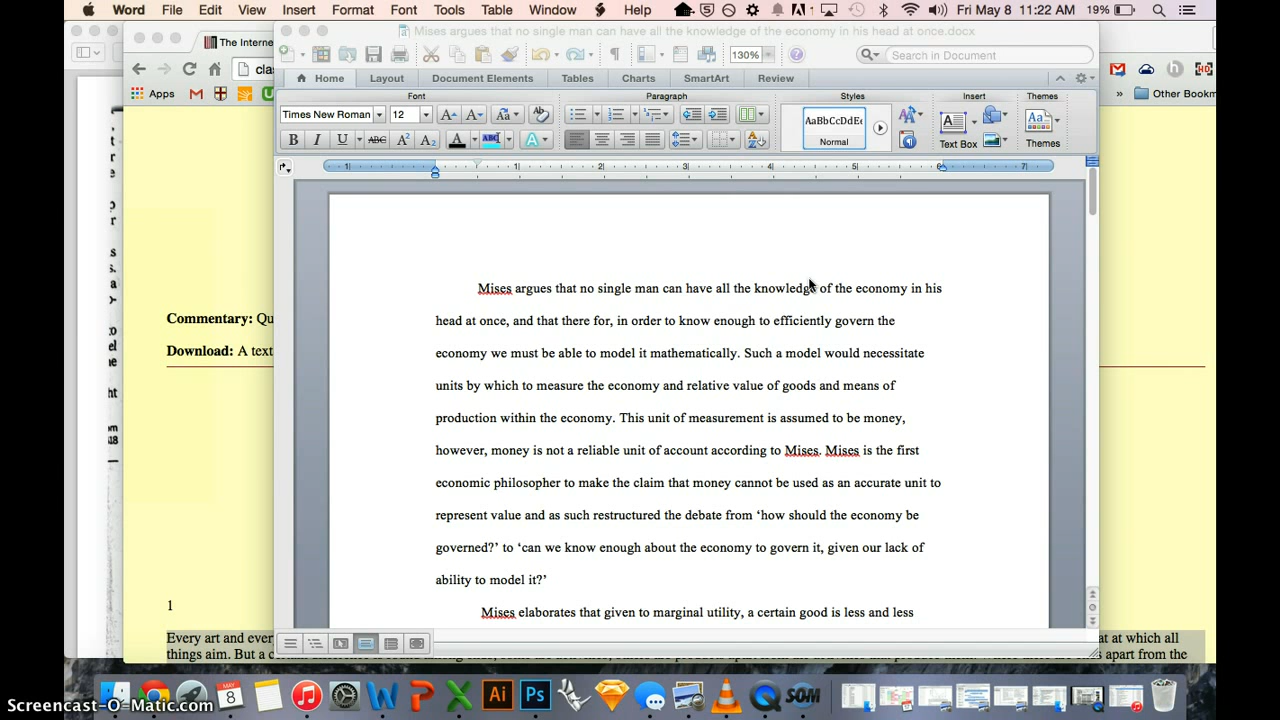 Word File Edit View Insert Format Font Tools Table Window Help Fri May 8 11:22 AM 19%
Mises argues that no single man can have all the knowledge of the economy in his head at once.docx
The Interne
130% Search in Document
Home Layout Document Elements Tables Charts SmartArt Review
Apps Other Bookm
Font Paragraph Styles Insert Themes
Times New Roman 12
AaBbCcDdEe
Normal Text Box Themes
Mises argues that no single man can have all the knowledge of the economy in his
head at once, and that there for, in order to know enough to efficiently govern the
economy we must be able to model it mathematically. Such a model would necessitate
units by which to measure the economy and relative value of goods and means of
production within the economy. This unit of measurement is assumed to be money,
however, money is not a reliable unit of account according to Mises. Mises is the first
economic philosopher to make the claim that money cannot be used as an accurate unit to
represent value and as such restructured the debate from ‘how should the economy be
governed?’ to ‘can we know enough about the economy to govern it, given our lack of
ability to model it?’
Mises elaborates that given to marginal utility, a certain good is less and less
Commentary: Qu
Download: A text
1
Every art and ever at at which all
things aim. But a s apart from the
Screencast-O-Matic.com